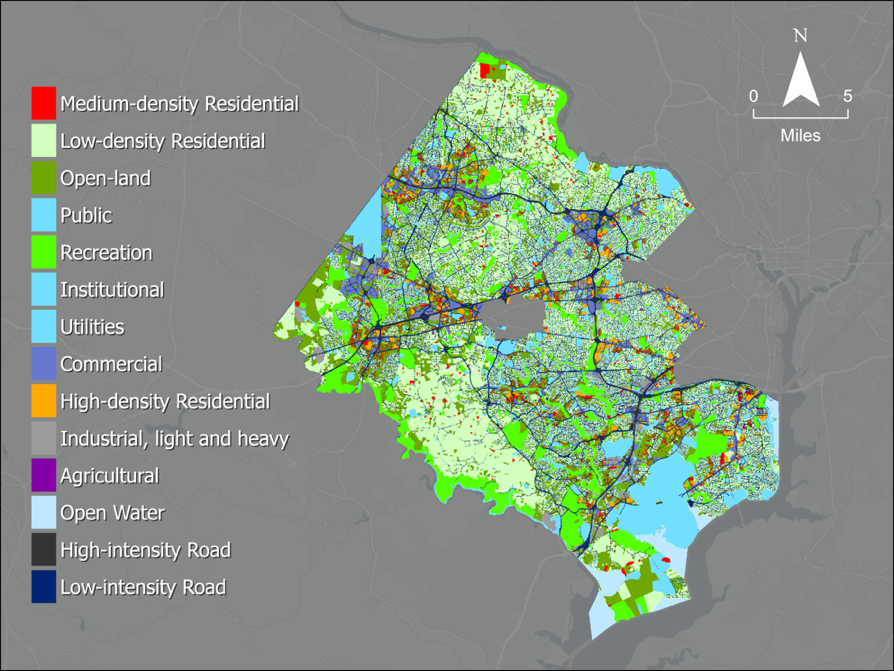 Medium-density Residential
Low-density Residential
Open-land
Public
Recreation
Institutional
Utilities
Commercial
High-density Residential
Industrial, light and heavy
Agricultural
Open Water
High-intensity Road
Low-intensity Road
N
0 5
Miles